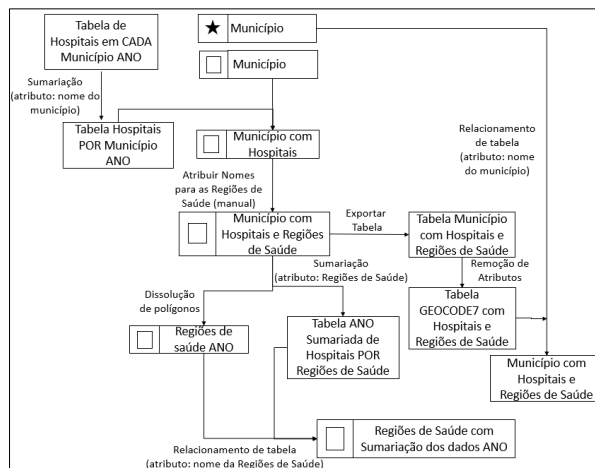 Tabela de
Hospitais em CADA
Município ANO
Município
Município
Sumariação
(atributo: nome do
município)
Tabela Hospitais
POR Município
ANO
Município com
Hospitais
Relacionamento
de tabela
(atributo: nome
do município)
Atribuir Nomes
para as Regiões de
Saúde (manual)
Município com
Hospitais e Regiões
de Saúde
Exportar
Tabela
Tabela Município
com Hospitais e
Regiões de Saúde
Sumariação
(atributo: Regiões de Saúde)
Remoção de
Atributos
Dissolução
de polígonos
Tabela
GEOCODE7 com
Hospitais e
Regiões de Saúde
Regiões de
saúde ANO
Tabela ANO
Sumariada de
Hospitais POR
Regiões de Saúde
Município com
Hospitais e
Regiões de Saúde
Regiões de Saúde com
Sumariação dos dados ANO
Relacionamento de tabela
(atributo: nome da Regiões de Saúde)